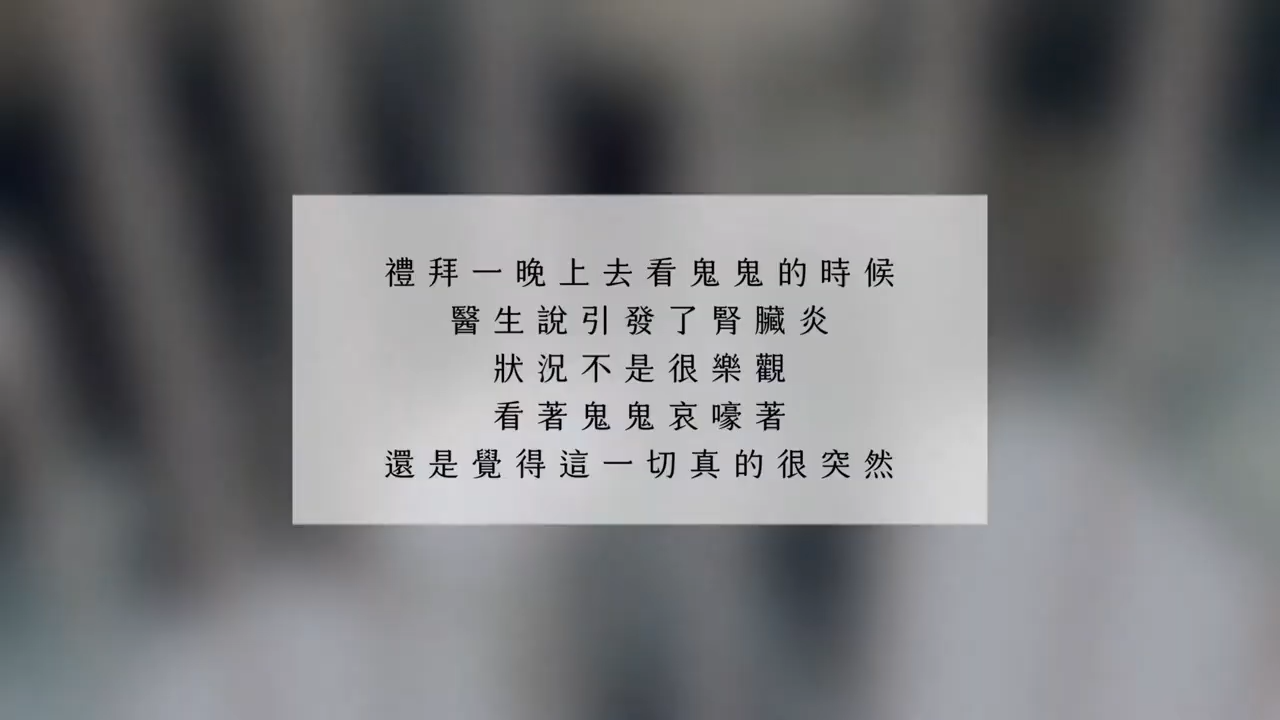 禮拜一晚上去看鬼鬼的時候
醫生說引發了腎臟炎
狀況不是很樂觀
看著鬼鬼哀嚎著
還是覺得這一切真的很突然